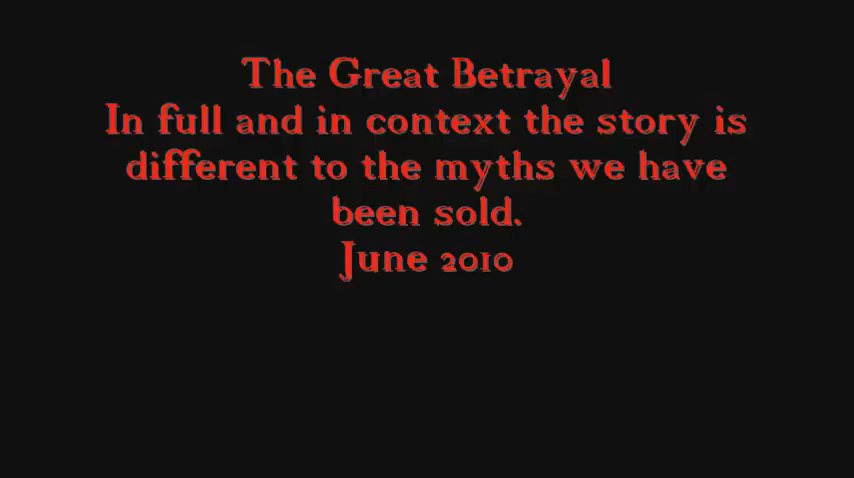 The Great Betrayal
In full and in context the story is
different to the myths we have
been sold.
June 2010